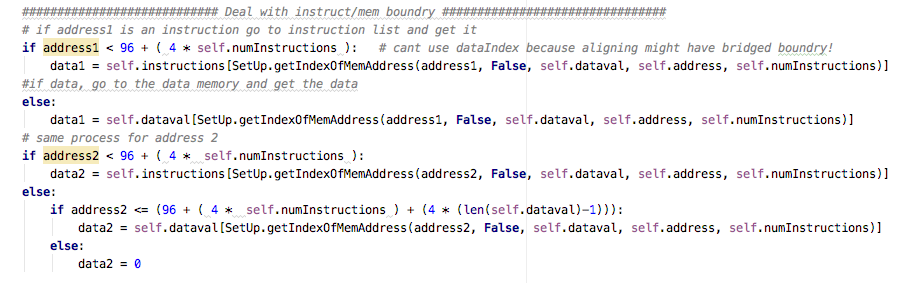 ############################ Deal with instruct/mem boundry ################################
# if address1 is an instruction go to instruction list and get it
if address1 < 96 + ( 4 * self.numInstructions ):   # cant use dataIndex because aligning might have bridged boundry!
    data1 = self.instructions[SetUp.getIndexOfMemAddress(address1, False, self.dataval, self.address, self.numInstructions)]
#if data, go to the data memory and get the data
else:
    data1 = self.dataval[SetUp.getIndexOfMemAddress(address1, False, self.dataval, self.address, self.numInstructions)]
# same process for address 2
if address2 < 96 + ( 4 *  self.numInstructions ):
    data2 = self.instructions[SetUp.getIndexOfMemAddress(address2, False, self.dataval, self.address, self.numInstructions)]
else:
    if address2 <= (96 + ( 4 *  self.numInstructions ) + (4 * (len(self.dataval)-1))):
        data2 = self.dataval[SetUp.getIndexOfMemAddress(address2, False, self.dataval, self.address, self.numInstructions)]
    else:
        data2 = 0